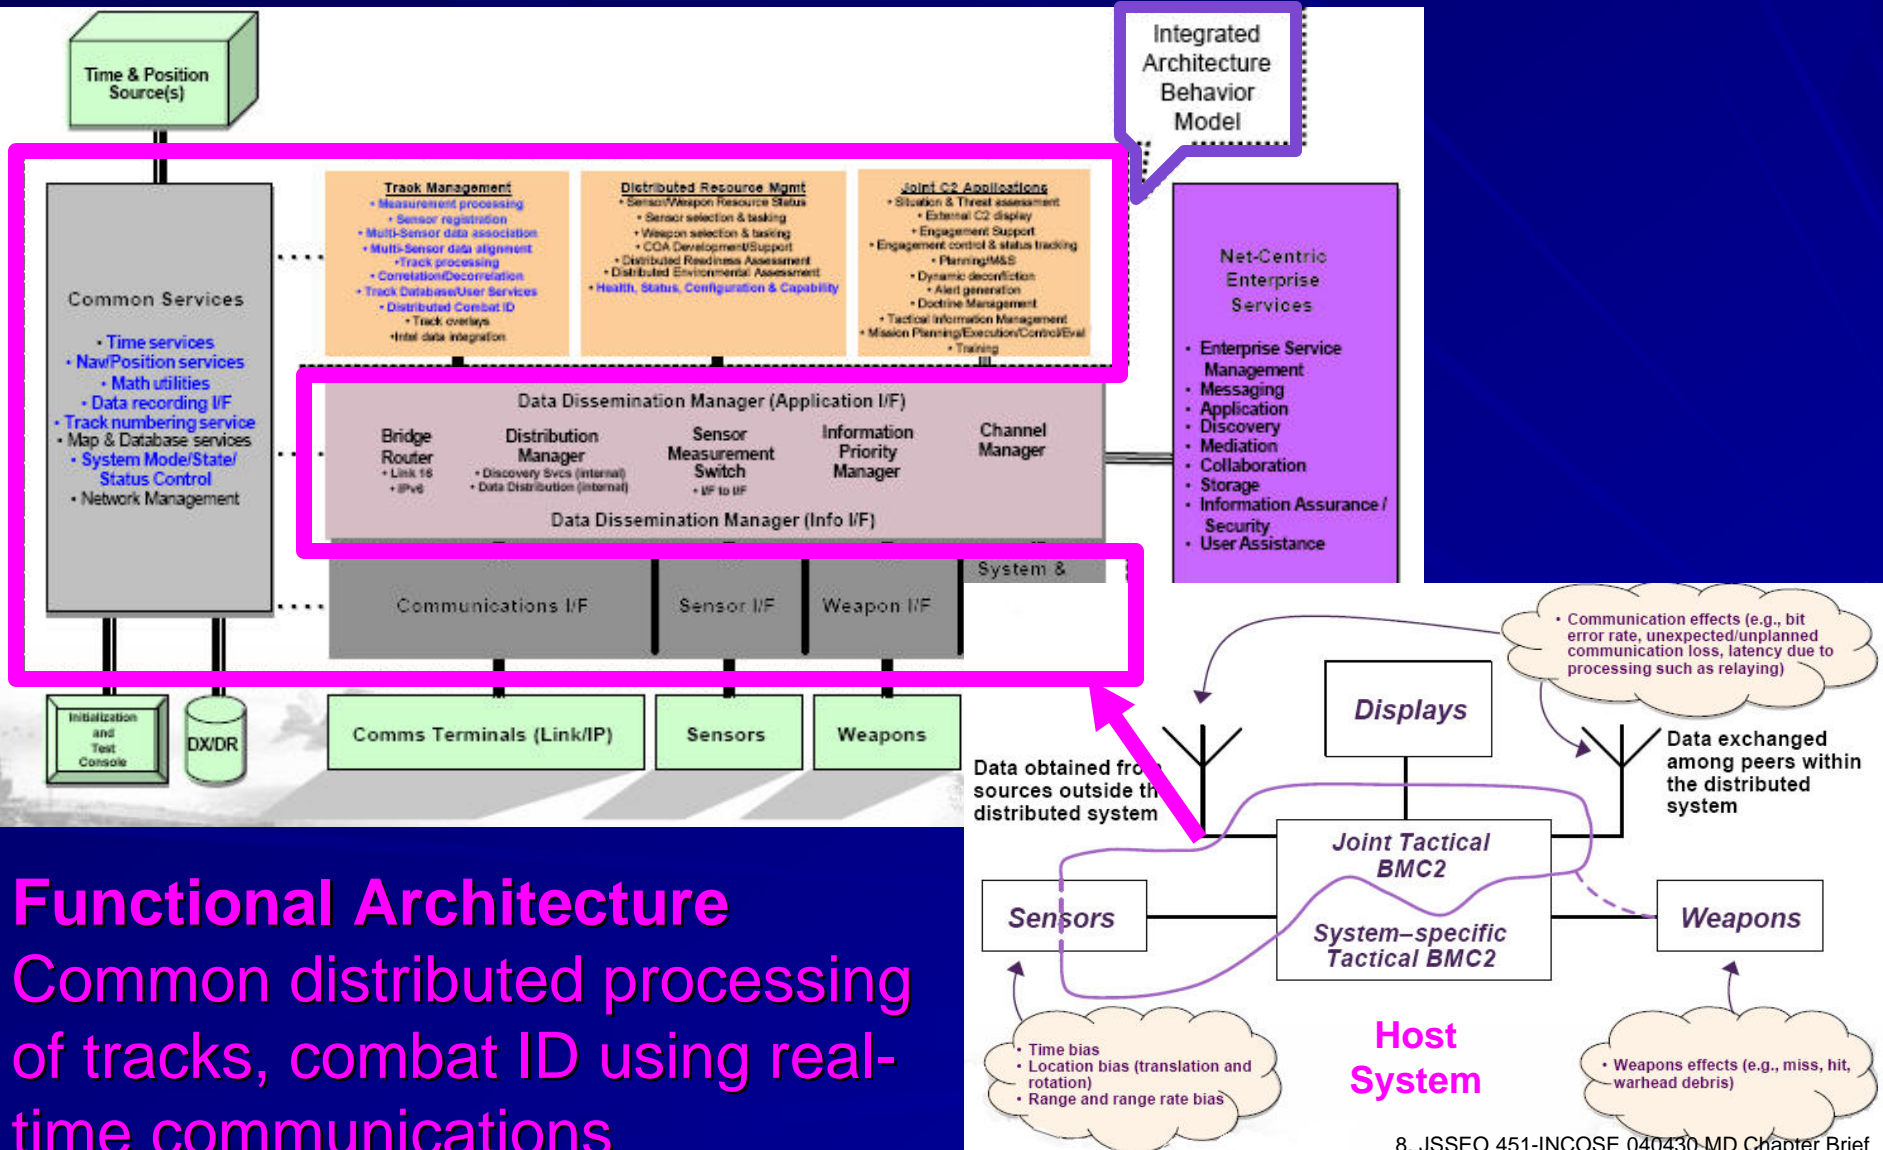 Time & Position
Source(s)
Integrated
Architecture
Behavior
Model
Common Services
• Time services
• Nav/Position services
• Math utilities
• Data recording I/F
• Track numbering service
• Map & Database services
• System Mode/State/
Status Control
• Network Management
Track Management
• Measurement processing
• Sensor registration
• Multi-Sensor data association
• Multi-Sensor data alignment
•Track processing
• Correlation/Decorrelation
• Track Database/User Services
• Distributed Combat ID
• Track overlays
•Intel data integration
Distributed Resource Mgmt
• Sensor/Weapon Resource Status
• Sensor selection & tasking
• Weapon selection & tasking
• COA Development/Support
• Distributed Readiness Assessment
• Distributed Environmental Assessment
• Health, Status, Configuration & Capability
Joint C2 Applications
• Situation & Threat assessment
• External C2 display
• Engagement Support
• Engagement control & status tracking
• Planning/M&S
• Dynamic deconfliction
• Alert generation
• Doctrine Management
• Tactical Information Management
• Mission Planning/Execution/Control/Eval
• Training
Net-Centric
Enterprise
Services
• Enterprise Service
Management
• Messaging
• Application
• Discovery
• Mediation
• Collaboration
• Storage
• Information Assurance /
Security
• User Assistance
Data Dissemination Manager (Application I/F)
Bridge
Router
• Link 16
• IPv6
Distribution
Manager
• Discovery Svcs (internal)
• Data Distribution (internal)
Sensor
Measurement
Switch
• I/F to I/F
Information
Priority
Manager
Channel
Manager
Data Dissemination Manager (Info I/F)
Communications I/F
Sensor I/F
Weapon I/F
System &
Initialization
and
Test
Console
DX/DR
Comms Terminals (Link/IP)
Sensors
Weapons
• Communication effects (e.g., bit
error rate, unexpected/unplanned
communication loss, latency due to
processing such as relaying)
Displays
Data obtained from
sources outside th
distributed system
Data exchanged
among peers within
the distributed
system
Joint Tactical
BMC2
System–specific
Tactical BMC2
Sensors
Weapons
• Time bias
• Location bias (translation and
rotation)
• Range and range rate bias
Host
System
• Weapons effects (e.g., miss, hit,
warhead debris)
Functional Architecture
Common distributed processing
of tracks, combat ID using real-
time communications
8. JSSEO 451-INCOSE 040430 MD Chapter Brief